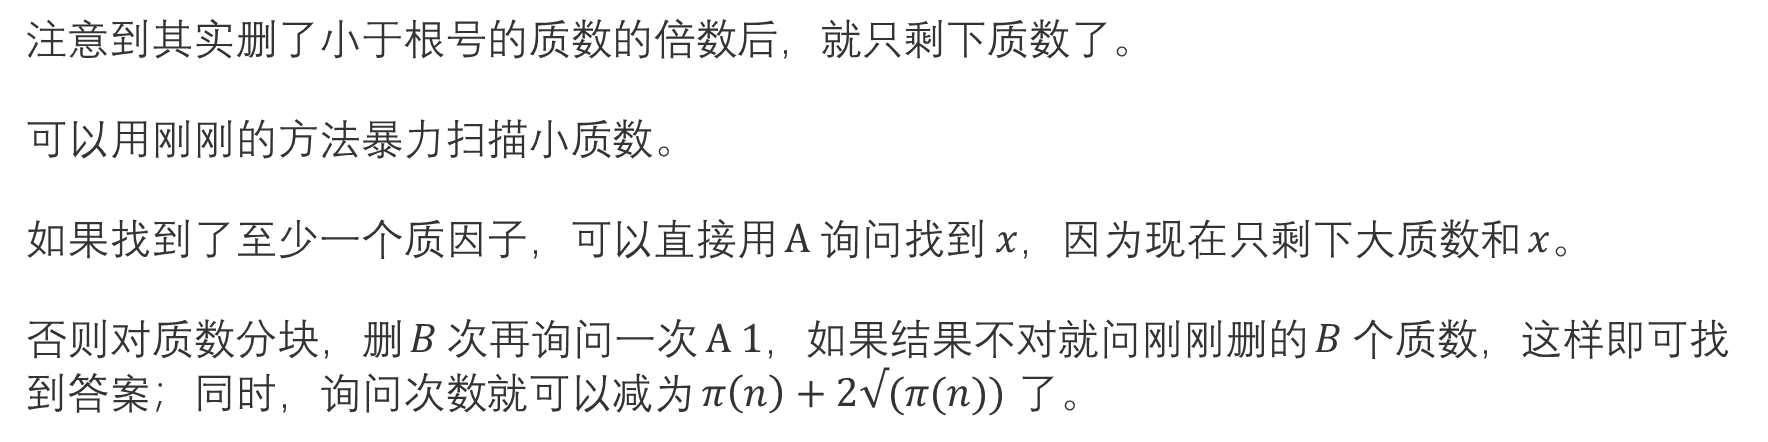 注意到其实删了小于根号的质数的倍数后，就只剩下质数了。
可以用刚刚的方法暴力扫描小质数。
如果找到了至少一个质因子，可以直接用 A 询问找到 x，因为现在只剩下大质数和 x。
否则对质数分块，删 B 次再询问一次 A 1，如果结果不对就问刚刚删的 B 个质数，这样即可找
到答案；同时，询问次数就可以减为 π(n) + 2√(π(n)) 了。